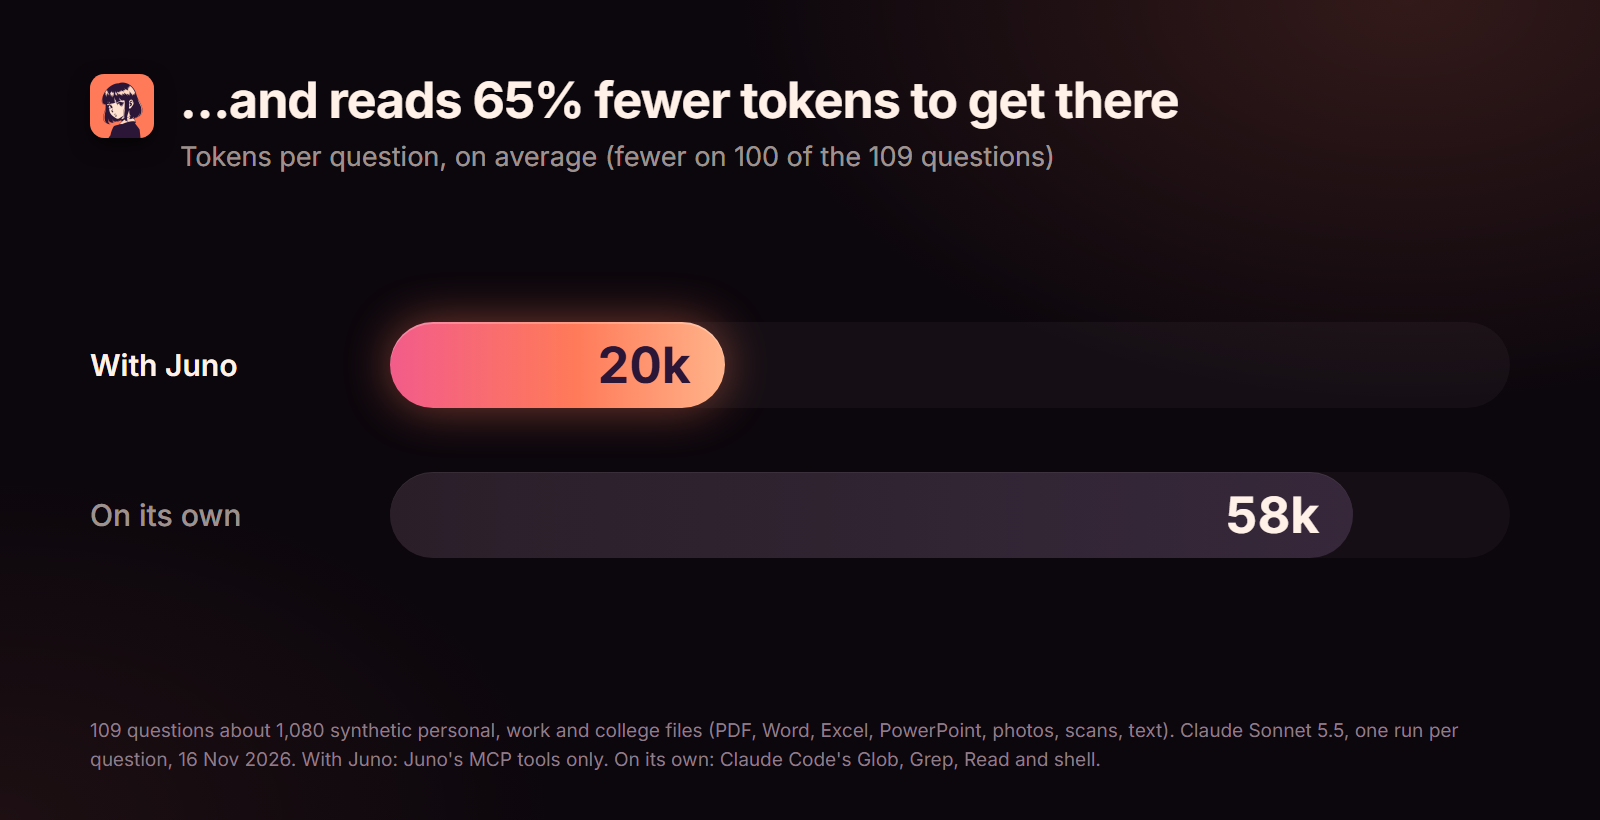 …and reads 65% fewer tokens to get there
Tokens per question, on average (fewer on 100 of the 109 questions)
With Juno
20k
On its own
58k
109 questions about 1,080 synthetic personal, work and college files (PDF, Word, Excel, PowerPoint, photos, scans, text). Claude Sonnet 5.5, one run per
question, 16 Nov 2026. With Juno: Juno's MCP tools only. On its own: Claude Code's Glob, Grep, Read and shell.